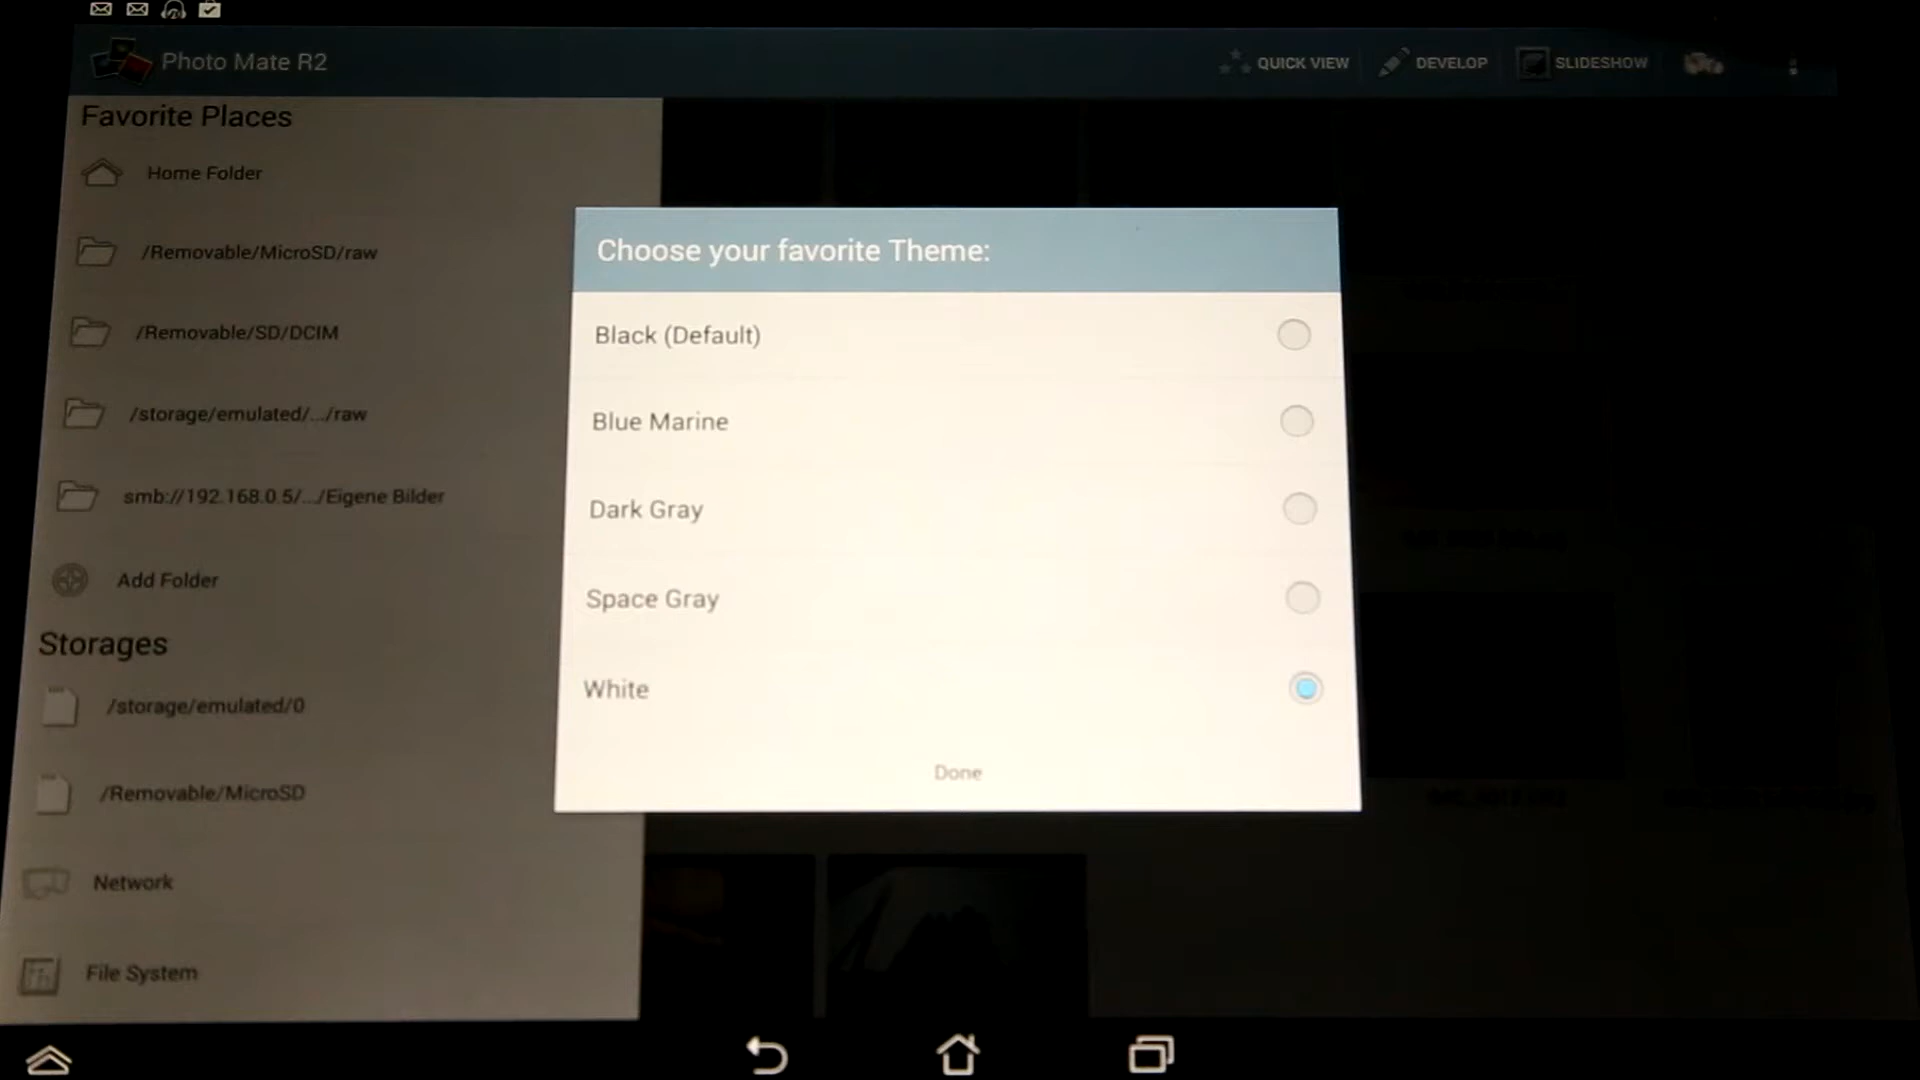 Photo Mate R2
QUICK VIEW
DEVELOP
SLIDESHOW
Favorite Places
Home Folder
/Removable/MicroSD/raw
/Removable/SD/DCIM
/storage/emulated/.../raw
smb://192.168.0.5/.../Eigene Bilder
Add Folder
Storages
/storage/emulated/0
/Removable/MicroSD
Network
File System
Choose your favorite Theme:
Black (Default)
Blue Marine
Dark Gray
Space Gray
White
Done